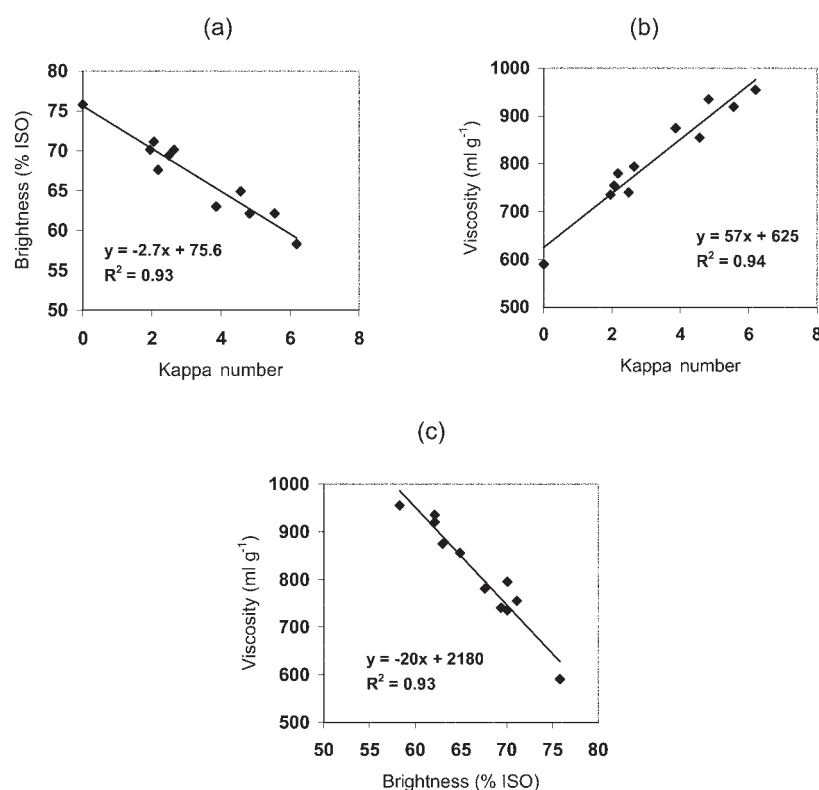 (a)
80
75
70
65
60
55
50
Brightness (% ISO)
y = -2.7x + 75.6
R² = 0.93
0 2 4 6 8
Kappa number
(b)
1000
900
800
700
600
500
Viscosity (ml g⁻¹)
y = 57x + 625
R² = 0.94
0 2 4 6 8
Kappa number
(c)
1000
900
800
700
600
500
Viscosity (ml g⁻¹)
y = -20x + 2180
R² = 0.93
50 55 60 65 70 75 80
Brightness (% ISO)